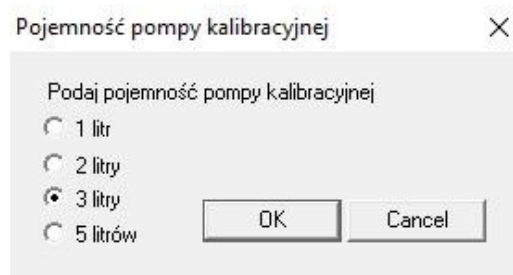 Pojemność pompy kalibracyjnej
Podaj pojemność pompy kalibracyjnej
1 litr
2 litry
3 litry
5 litrów
OK
Cancel